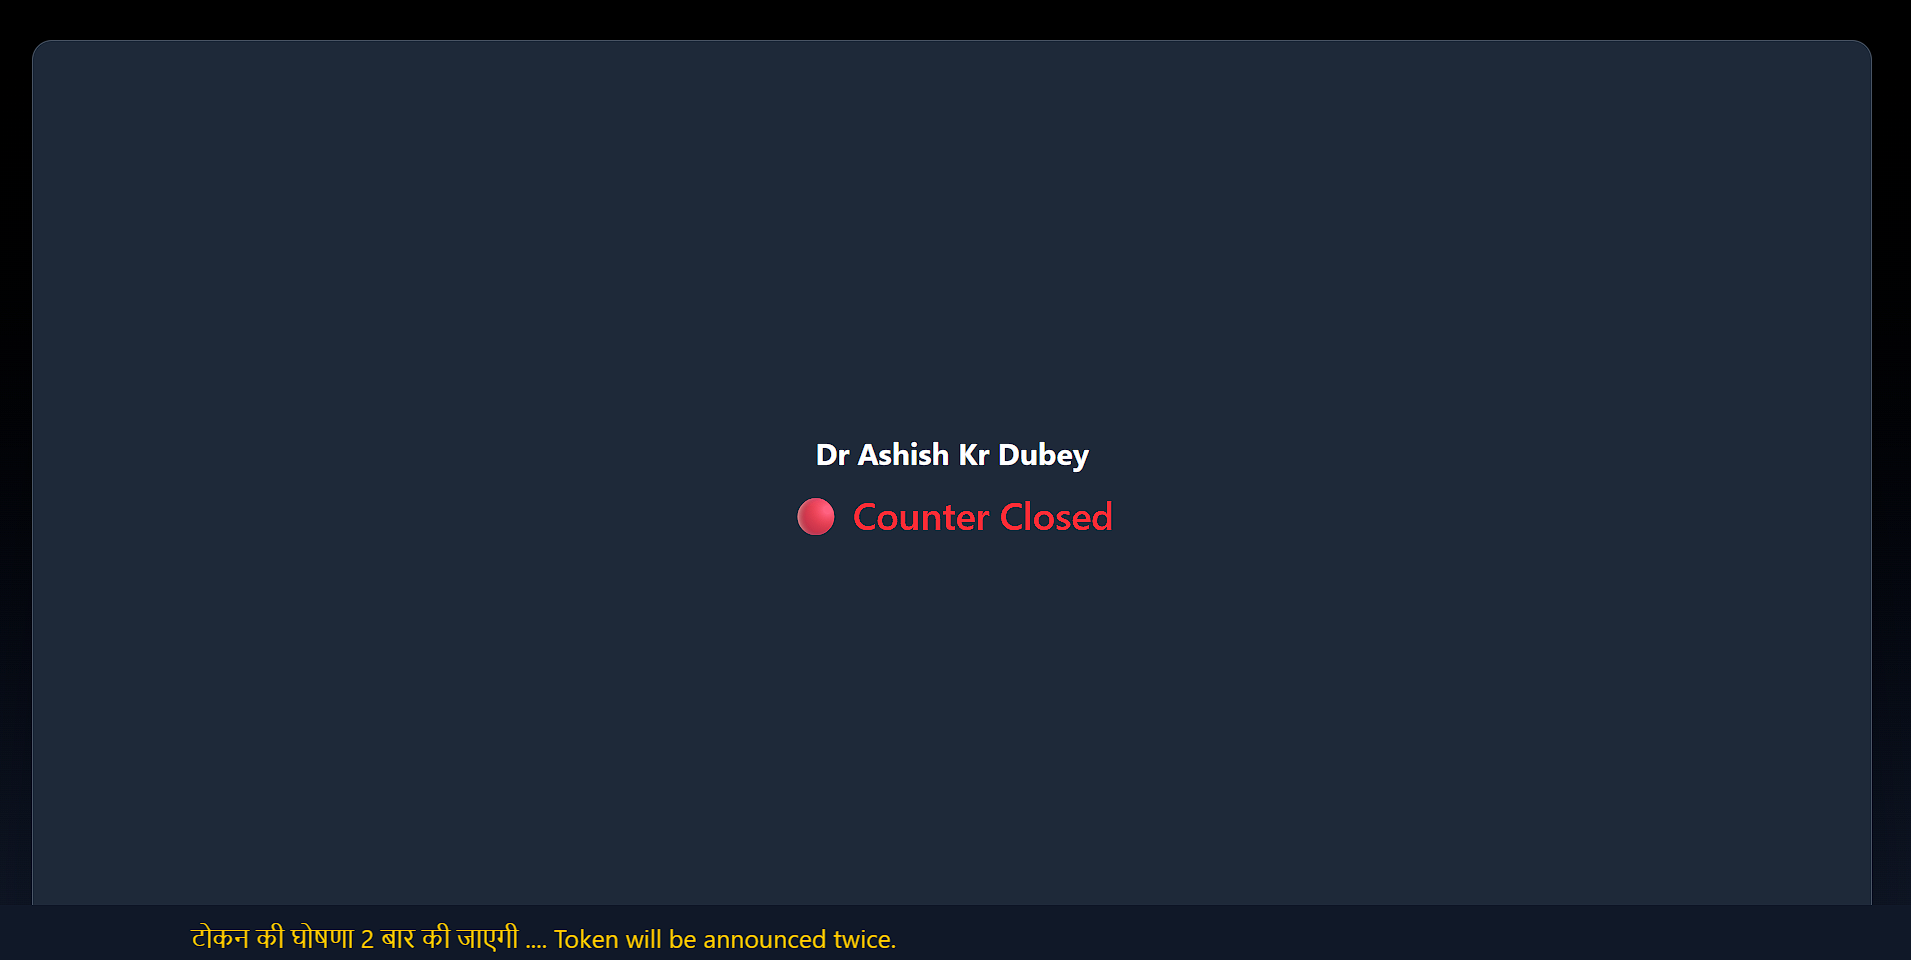 Dr Ashish Kr Dubey
Counter Closed
टोकन की घोषणा 2 बार की जाएगी .... Token will be announced twice.